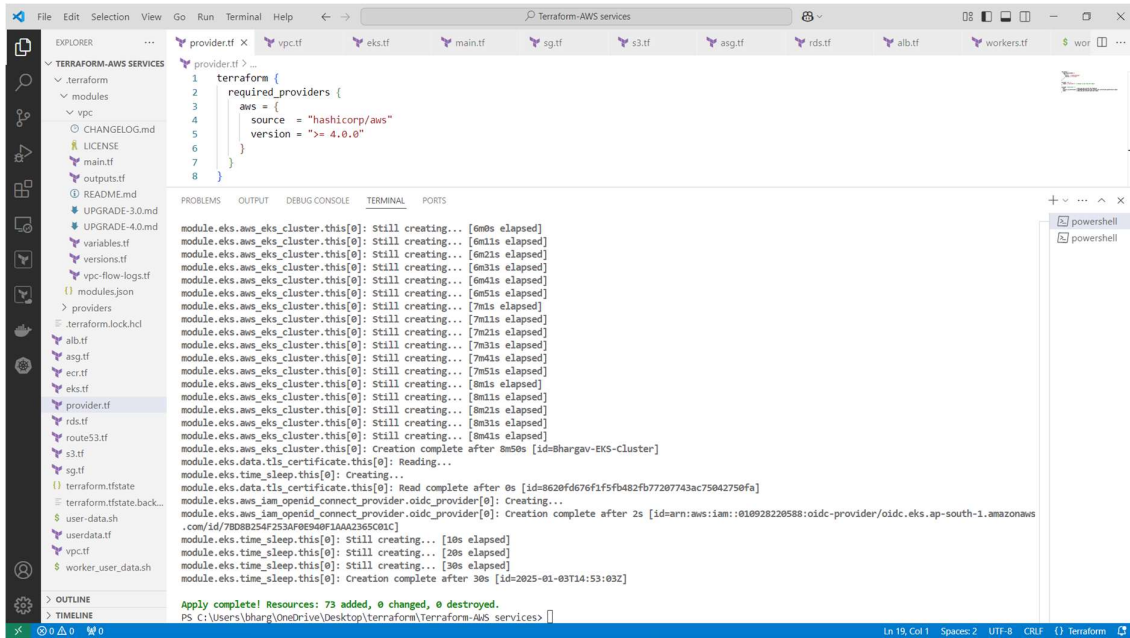 File Edit Selection View Go Run Terminal Help
Terraform-AWS services
EXPLORER
TERRAFORM-AWS SERVICES
.terraform
modules
vpc
CHANGELOG.md
LICENSE
main.tf
outputs.tf
README.md
UPGRADE-3.0.md
UPGRADE-4.0.md
variables.tf
versions.tf
vpc-flow-logs.tf
modules.json
providers
.terraform.lock.hcl
alb.tf
asg.tf
ecr.tf
eks.tf
provider.tf
rds.tf
route53.tf
s3.tf
sg.tf
terraform.tfstate
terraform.tfstate.back...
user-data.sh
userdata.tf
vpc.tf
worker_user_data.sh
OUTLINE
TIMELINE
provider.tf vpc.tf eks.tf main.tf sg.tf s3.tf asg.tf rds.tf alb.tf workers.tf wor
provider.tf > ...
1 terraform {
2 required_providers {
3 aws = {
4 source = "hashicorp/aws"
5 version = ">= 4.0.0"
6 }
7 }
8 }
PROBLEMS OUTPUT DEBUG CONSOLE TERMINAL PORTS
module.eks.aws_eks_cluster.this[0]: Still creating... [6m0s elapsed]
module.eks.aws_eks_cluster.this[0]: Still creating... [6m11s elapsed]
module.eks.aws_eks_cluster.this[0]: Still creating... [6m21s elapsed]
module.eks.aws_eks_cluster.this[0]: Still creating... [6m31s elapsed]
module.eks.aws_eks_cluster.this[0]: Still creating... [6m41s elapsed]
module.eks.aws_eks_cluster.this[0]: Still creating... [6m51s elapsed]
module.eks.aws_eks_cluster.this[0]: Still creating... [7m1s elapsed]
module.eks.aws_eks_cluster.this[0]: Still creating... [7m11s elapsed]
module.eks.aws_eks_cluster.this[0]: Still creating... [7m21s elapsed]
module.eks.aws_eks_cluster.this[0]: Still creating... [7m31s elapsed]
module.eks.aws_eks_cluster.this[0]: Still creating... [7m41s elapsed]
module.eks.aws_eks_cluster.this[0]: Still creating... [7m51s elapsed]
module.eks.aws_eks_cluster.this[0]: Still creating... [8m1s elapsed]
module.eks.aws_eks_cluster.this[0]: Still creating... [8m11s elapsed]
module.eks.aws_eks_cluster.this[0]: Still creating... [8m21s elapsed]
module.eks.aws_eks_cluster.this[0]: Still creating... [8m31s elapsed]
module.eks.aws_eks_cluster.this[0]: Still creating... [8m41s elapsed]
module.eks.aws_eks_cluster.this[0]: Creation complete after 8m50s [id=Bhargav-EKS-Cluster]
module.eks.data.tls_certificate.this[0]: Reading...
module.eks.time_sleep.this[0]: Creating...
module.eks.data.tls_certificate.this[0]: Read complete after 0s [id=8620fd676f1f5fb482fb77207743ac75042750fa]
module.eks.aws_iam_openid_connect_provider.oidc_provider[0]: Creating...
module.eks.aws_iam_openid_connect_provider.oidc_provider[0]: Creation complete after 2s [id=arn:aws:iam::010928220588:oidc-provider/oidc.eks.ap-south-1.amazonaws
.com/id/7BD8B254F253AF0E940F1AAA2365C01C]
module.eks.time_sleep.this[0]: Still creating... [10s elapsed]
module.eks.time_sleep.this[0]: Still creating... [20s elapsed]
module.eks.time_sleep.this[0]: Still creating... [30s elapsed]
module.eks.time_sleep.this[0]: Creation complete after 30s [id=2025-01-03T14:53:03Z]
Apply complete! Resources: 73 added, 0 changed, 0 destroyed.
PS C:\Users\bharg\OneDrive\Desktop\terraform\Terraform-AWS services>
powershell
powershell
0 0 0 Ln 19, Col 1 Spaces: 2 UTF-8 CRLF {} Terraform